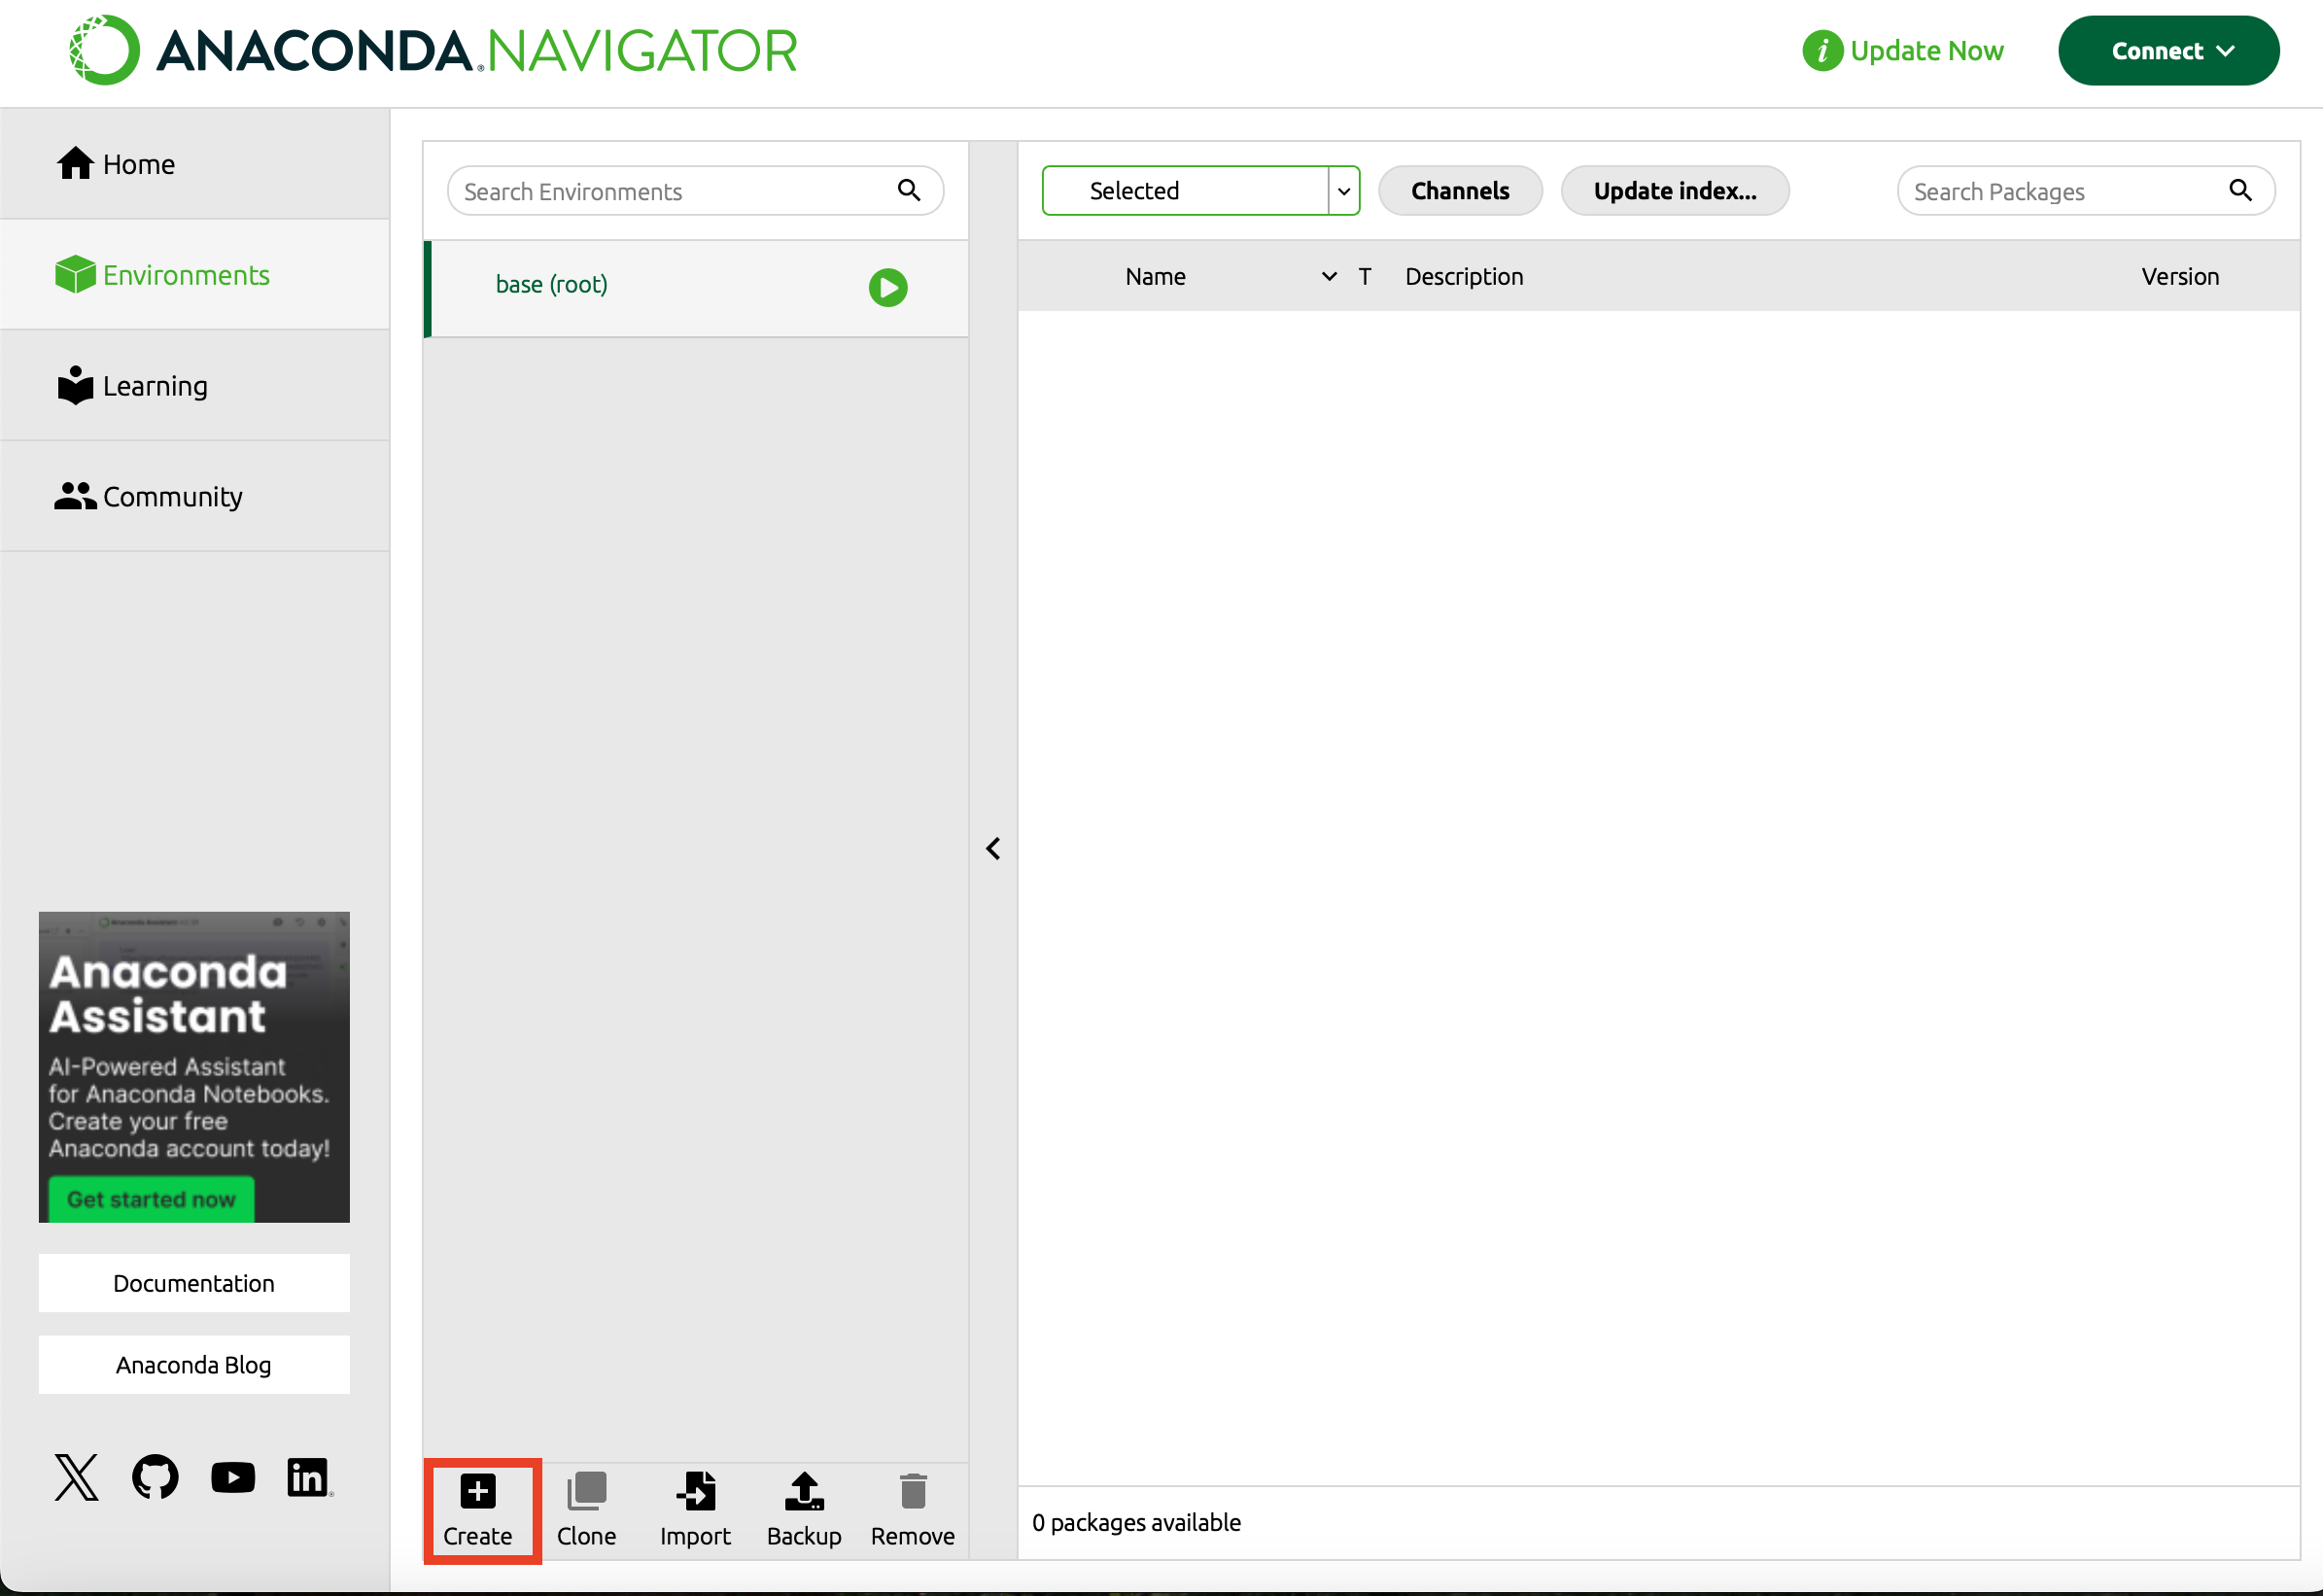 ANACONDA.NAVIGATOR
Update Now
Connect
Home
Environments
Learning
Community
Search Environments
base (root)
Selected
Channels
Update index...
Search Packages
Name
T
Description
Version
Anaconda
Assistant
AI-Powered Assistant
for Anaconda Notebooks.
Create your free
Anaconda account today!
Get started now
Documentation
Anaconda Blog
in
Create
Clone
Import
Backup
Remove
0 packages available